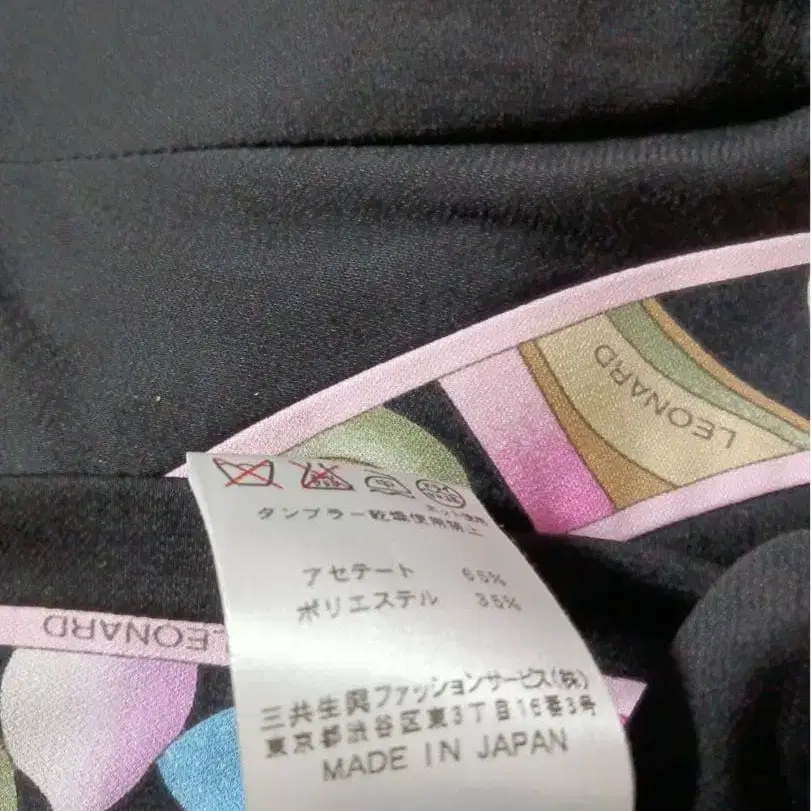 LEONARD
タンブラー乾燥使用禁止
アセテート 65%
ポリエステル 35%
LEONARD
三共生興ファッションサービス(株)
東京都渋谷区東3丁目16番3号
MADE IN JAPAN